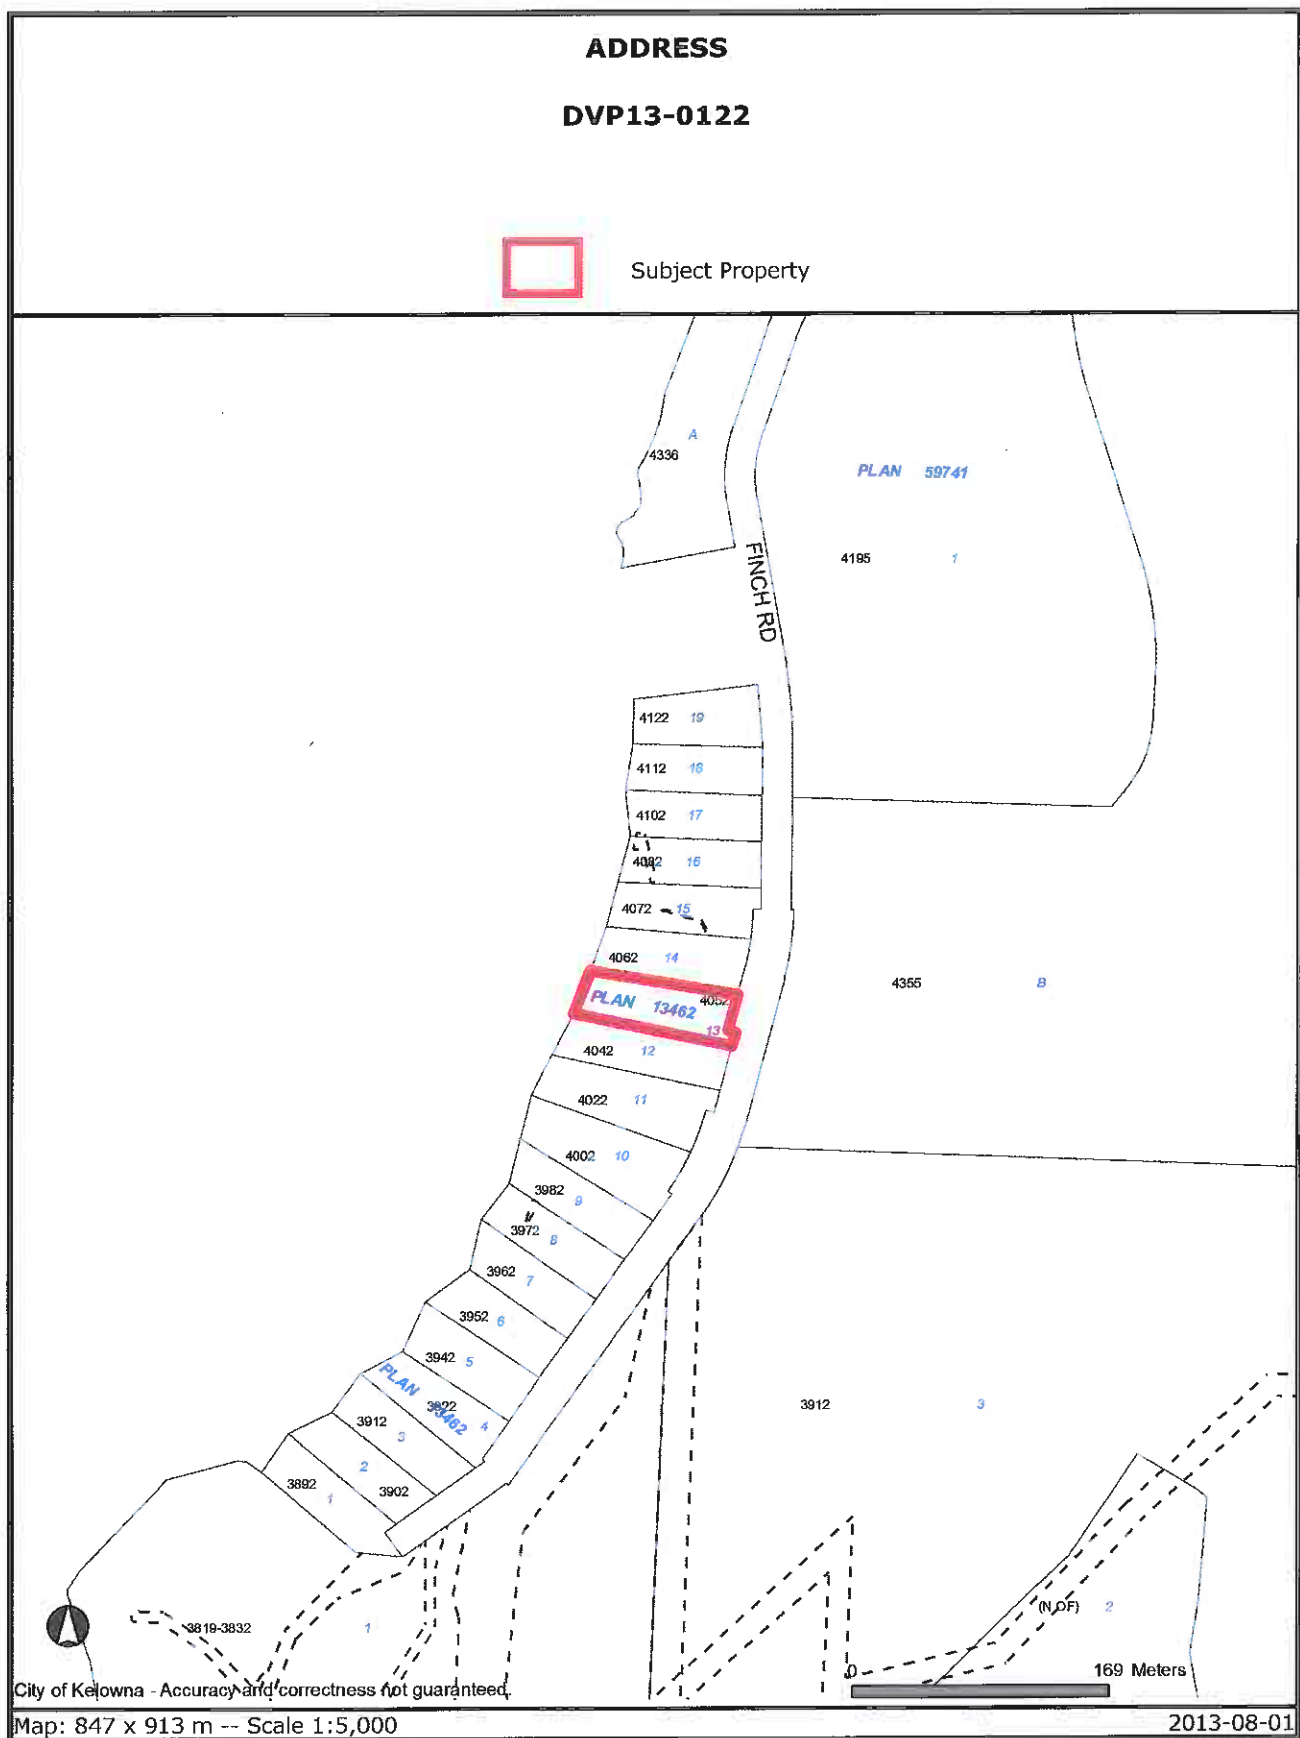 ADDRESS
DVP13-0122
Subject Property
A
4336
PLAN 59741
FINCH RD
4195 1
4122 19
4112 18
4102 17
4082 16
4072 15
4062 14
4052
PLAN 13462
13
4355 B
4042 12
4022 11
4002 10
3982 9
3972 8
3962 7
3952 6
3942 5
PLAN 13462
3922 4
3912 3
3912 3
2
3902
3892 1
3819-3832 1
(N.OF) 2
0
169 Meters
City of Kelowna - Accuracy and correctness not guaranteed.
Map: 847 x 913 m -- Scale 1:5,000
2013-08-01